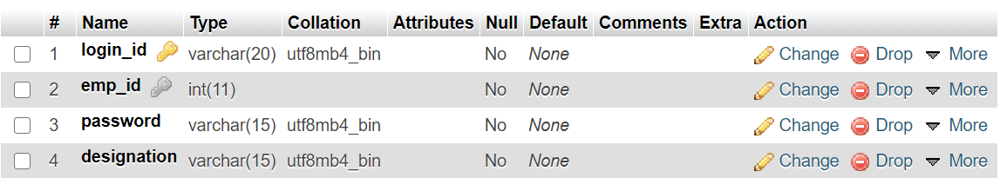 # Name Type Collation Attributes Null Default Comments Extra Action
1 login_id varchar(20) utf8mb4_bin No None Change Drop More
2 emp_id int(11) No None Change Drop More
3 password varchar(15) utf8mb4_bin No None Change Drop More
4 designation varchar(15) utf8mb4_bin No None Change Drop More